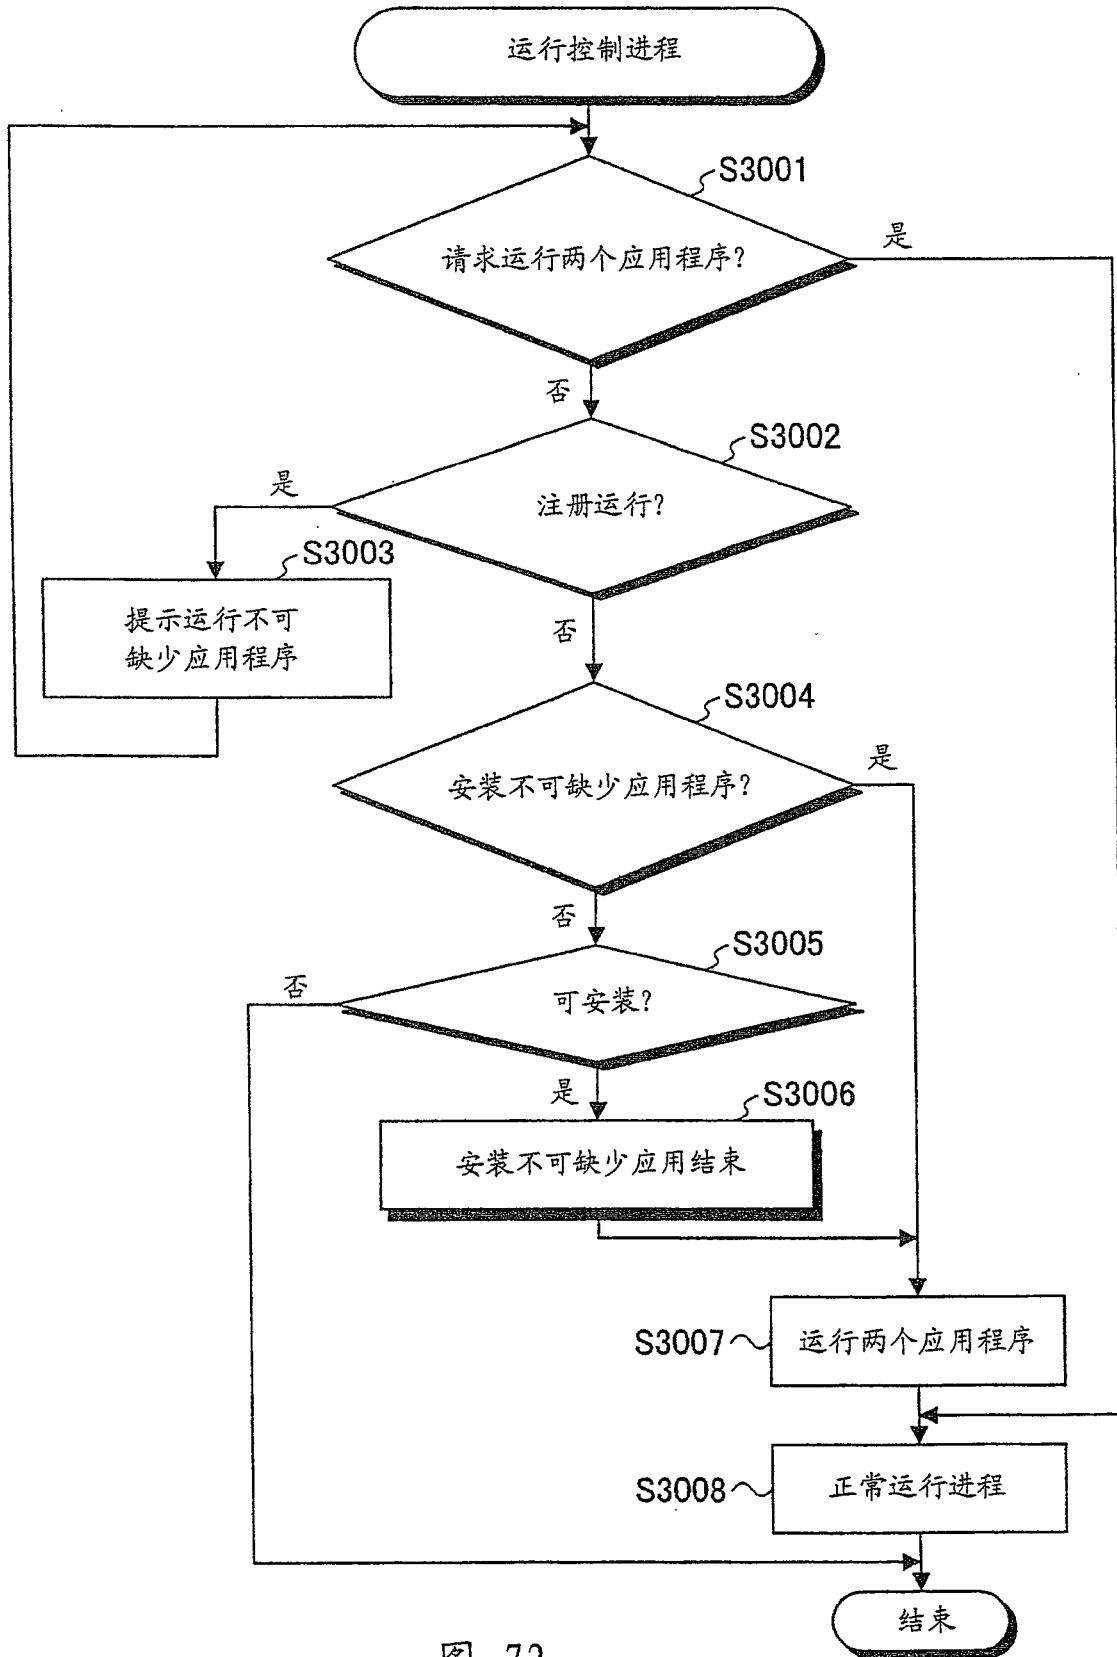 运行控制进程
S3001
请求运行两个应用程序?
是
否
S3002
注册运行?
是
S3003
提示运行不可
缺少应用程序
否
S3004
安装不可缺少应用程序?
是
否
S3005
可安装?
否
是
S3006
安装不可缺少应用结束
S3007
运行两个应用程序
S3008
正常运行进程
结束